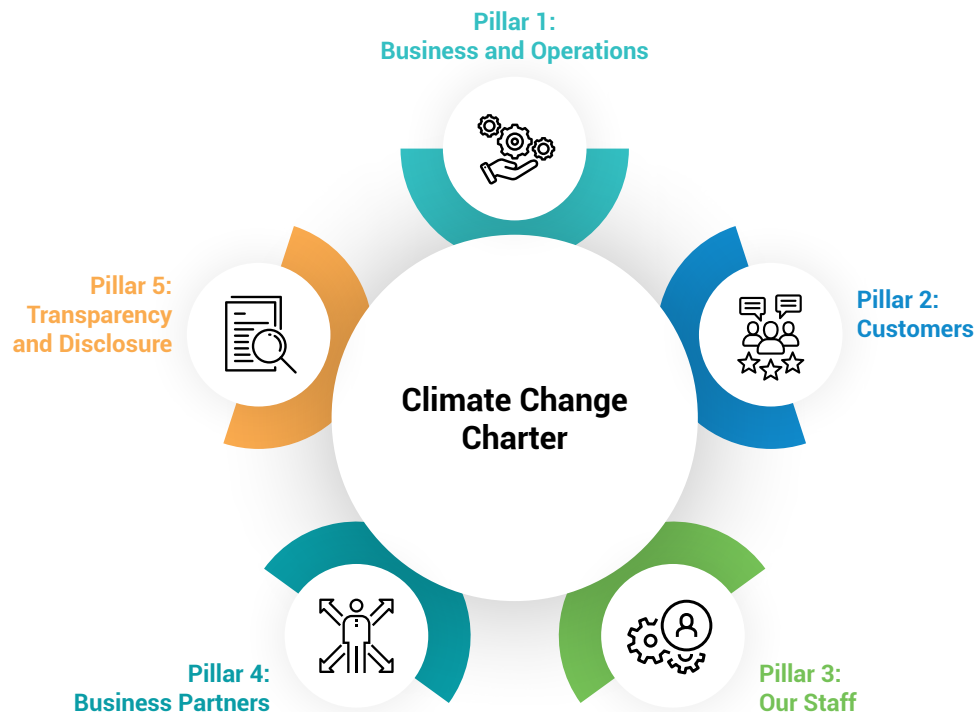 Pillar 1:
Business and Operations
Pillar 2:
Customers
Pillar 3:
Our Staff
Pillar 4:
Business Partners
Pillar 5:
Transparency
and Disclosure
Climate Change
Charter